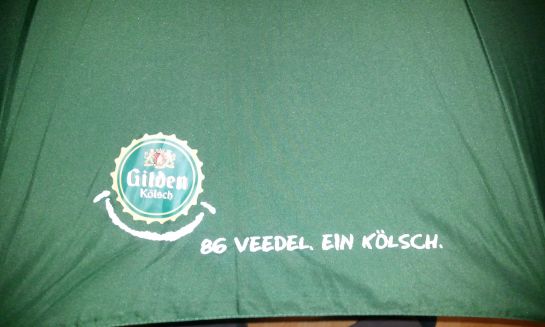 Gilden
Kölsch
86 VEEDEL. EIN KÖLSCH.